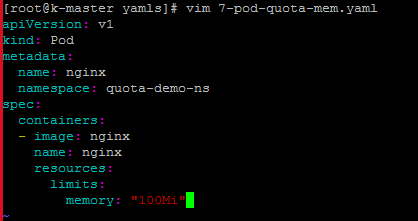 [root@k-master yamls]# vim 7-pod-quota-mem.yaml
apiVersion: v1
kind: Pod
metadata:
  name: nginx
  namespace: quota-demo-ns
spec:
  containers:
  - image: nginx
    name: nginx
    resources:
      limits:
        memory: "100Mi"
~